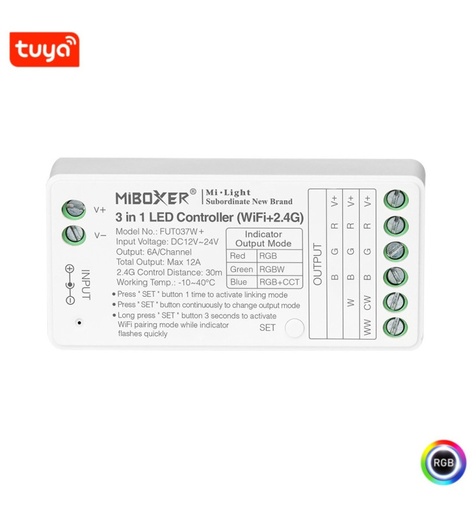 tuya
MiBOXER®
Mi•Light
Subordinate New Brand
3 in 1 LED Controller (WiFi+2.4G)
Model No.: FUT037W+
Input Voltage: DC12V~24V
Output: 6A/Channel
Total Output: Max 12A
2.4G Control Distance: 30m
Working Temp.: -10~40°C
Indicator
Output Mode
Red RGB
Green RGBW
Blue RGB+CCT
• Press " SET " button 1 time to activate linking mode
• Press "SET " button continuously to change output mode
• Long press " SET " button 3 seconds to activate
WiFi pairing mode while indicator
flashes quickly
SET
V+
V−
INPUT
OUTPUT
V+ V+ V+
R R R
G G G
B B B
W CW
WW
RGB